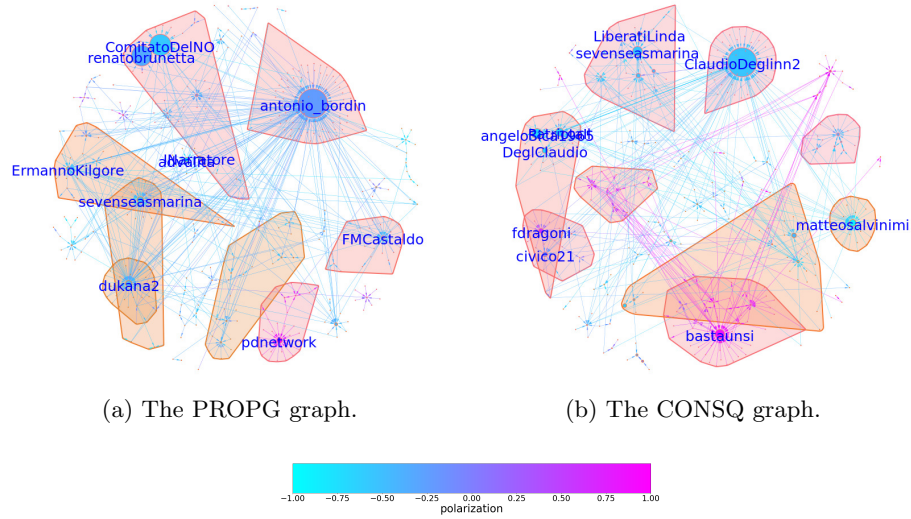 ComitatoDelNO
renatobrunetta
antonio_bordin
ErmannoKilgore
sevenseasmarina
FMCastaldo
dukana2
pdnetwork
LiberatiLinda
sevenseasmarina
ClaudioDeglinn2
DeglClaudio
matteosalvinimi
fdragoni
civico21
bastaunsi
(a) The PROPG graph.
(b) The CONSQ graph.
−1.00 −0.75 −0.50 −0.25 0.00 0.25 0.50 0.75 1.00
polarization